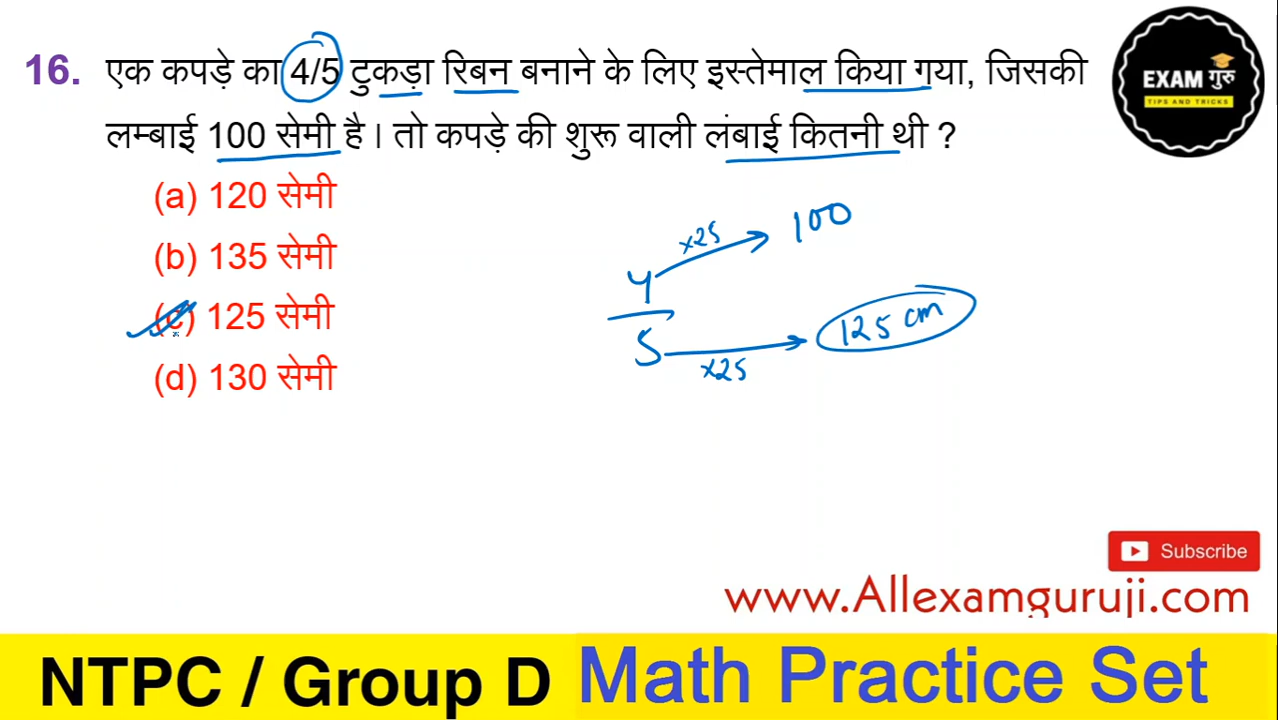 16. एक कपड़े का 4/5 टुकड़ा रिबन बनाने के लिए इस्तेमाल किया गया, जिसकी
लम्बाई 100 सेमी है। तो कपड़े की शुरू वाली लंबाई कितनी थी ?
(a) 120 सेमी
(b) 135 सेमी
(c) 125 सेमी
(d) 130 सेमी
×25
100
4
5
×25
125 cm
EXAM गुरु
TIPS AND TRICKS
Subscribe
www.Allexamguruji.com
NTPC / Group D Math Practice Set